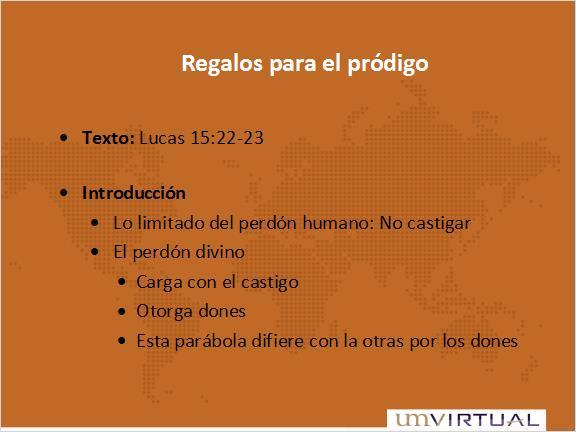 Regalos para el pródigo
• Texto: Lucas 15:22-23
• Introducción
• Lo limitado del perdón humano: No castigar
• El perdón divino
• Carga con el castigo
• Otorga dones
• Esta parábola difiere con la otras por los dones
umVIRTUAL